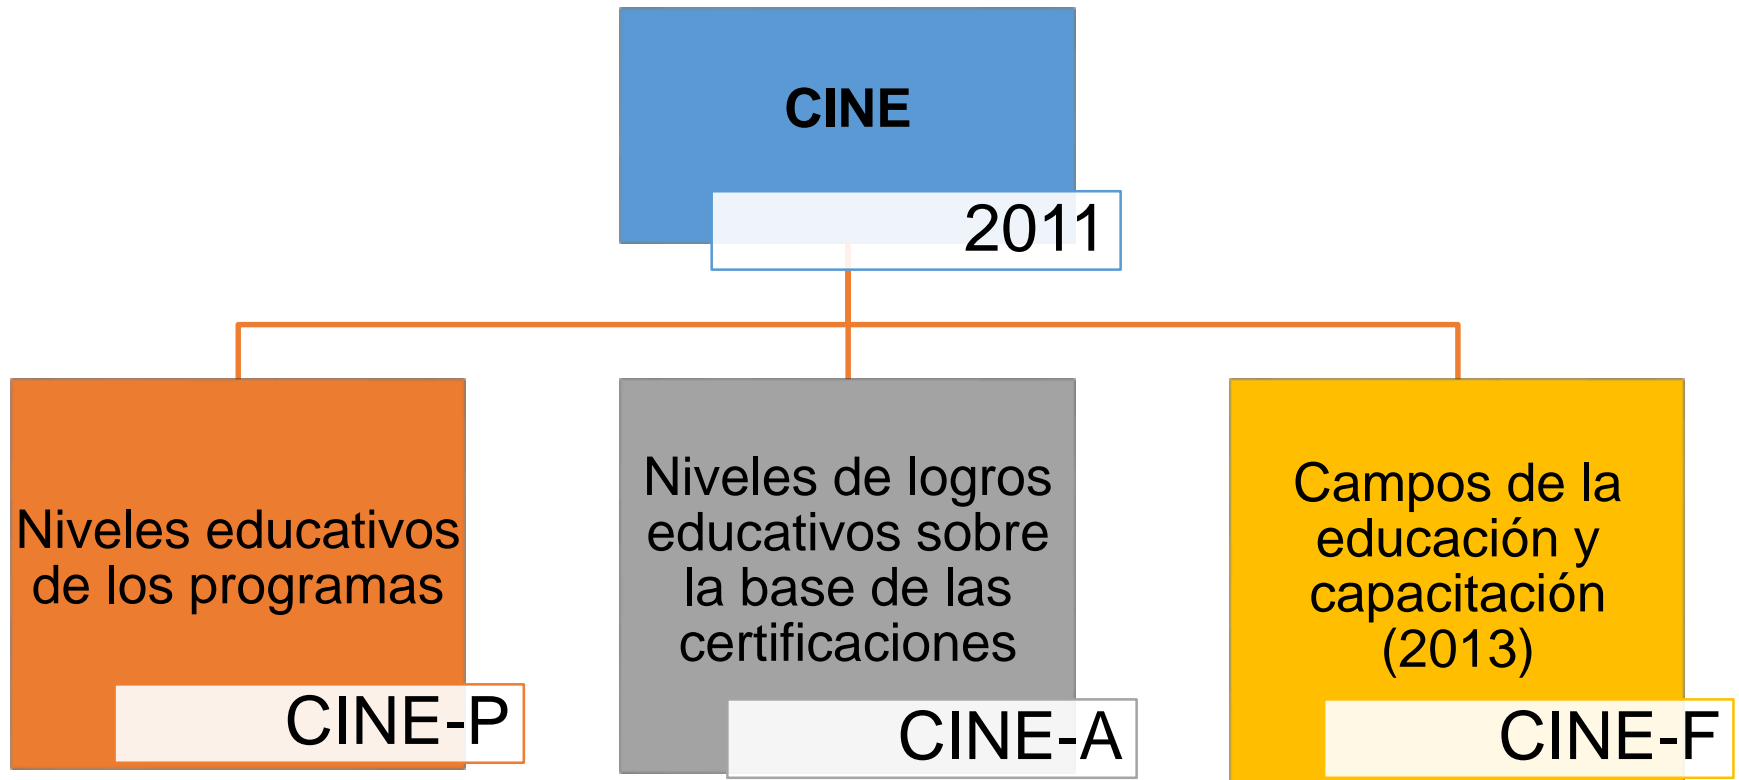 CINE
2011
Niveles educativos
de los programas
CINE-P
Niveles de logros
educativos sobre
la base de las
certificaciones
CINE-A
Campos de la
educación y
capacitación
(2013)
CINE-F